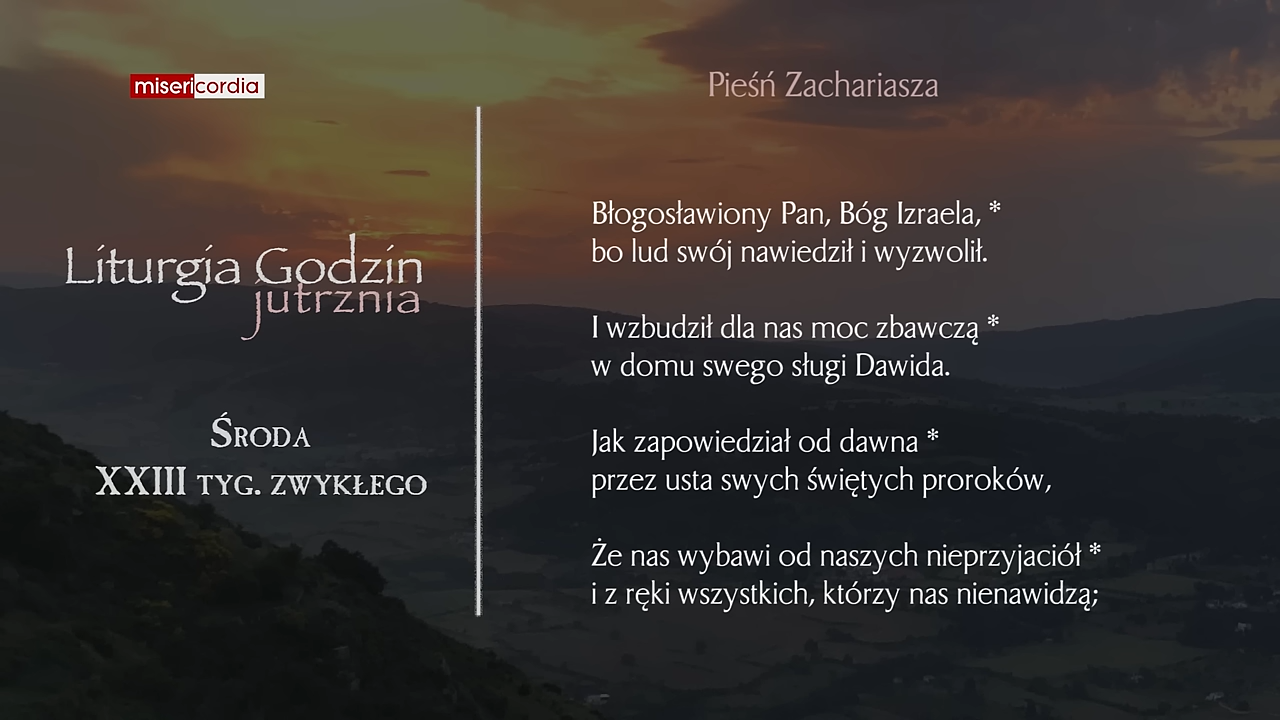 misericordia
Liturgia Godzin
jutrznia
Środa
XXIII tyg. zwykłego
Pieśń Zachariasza
Błogosławiony Pan, Bóg Izraela, *
bo lud swój nawiedził i wyzwolił.
I wzbudził dla nas moc zbawczą *
w domu swego sługi Dawida.
Jak zapowiedział od dawna *
przez usta swych świętych proroków,
Że nas wybawi od naszych nieprzyjaciół *
i z ręki wszystkich, którzy nas nienawidzą;